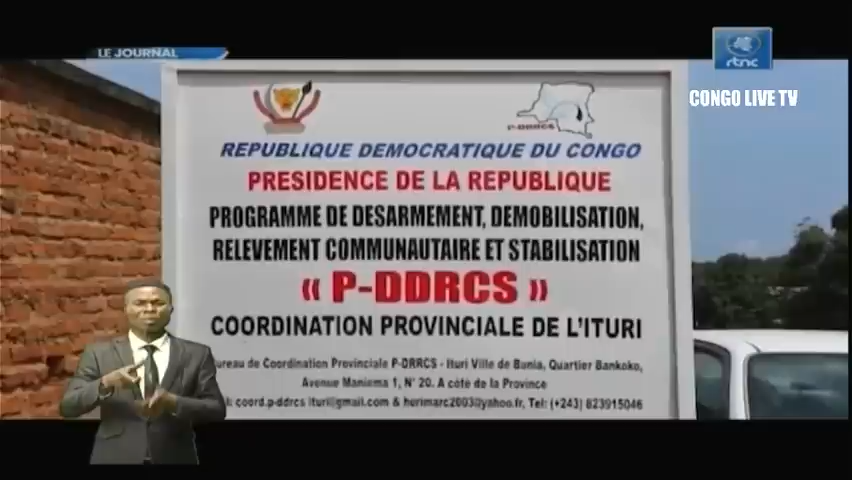 LE JOURNAL
rtnc
CONGO LIVE TV
P-DDRCS
REPUBLIQUE DEMOCRATIQUE DU CONGO
PRESIDENCE DE LA REPUBLIQUE
PROGRAMME DE DESARMEMENT, DEMOBILISATION,
RELEVEMENT COMMUNAUTAIRE ET STABILISATION
« P-DDRCS »
COORDINATION PROVINCIALE DE L'ITURI
ureau de Coordination Provinciale P-DRRCS - Ituri Ville de Bunia, Quartier Bankoko,
Avenue Maniema 1, N° 20. A côté de la Province
coord.p-ddrcs ituri@gmail.com & herimarc2003@yahoo.fr, Tel: (+243) 823915046